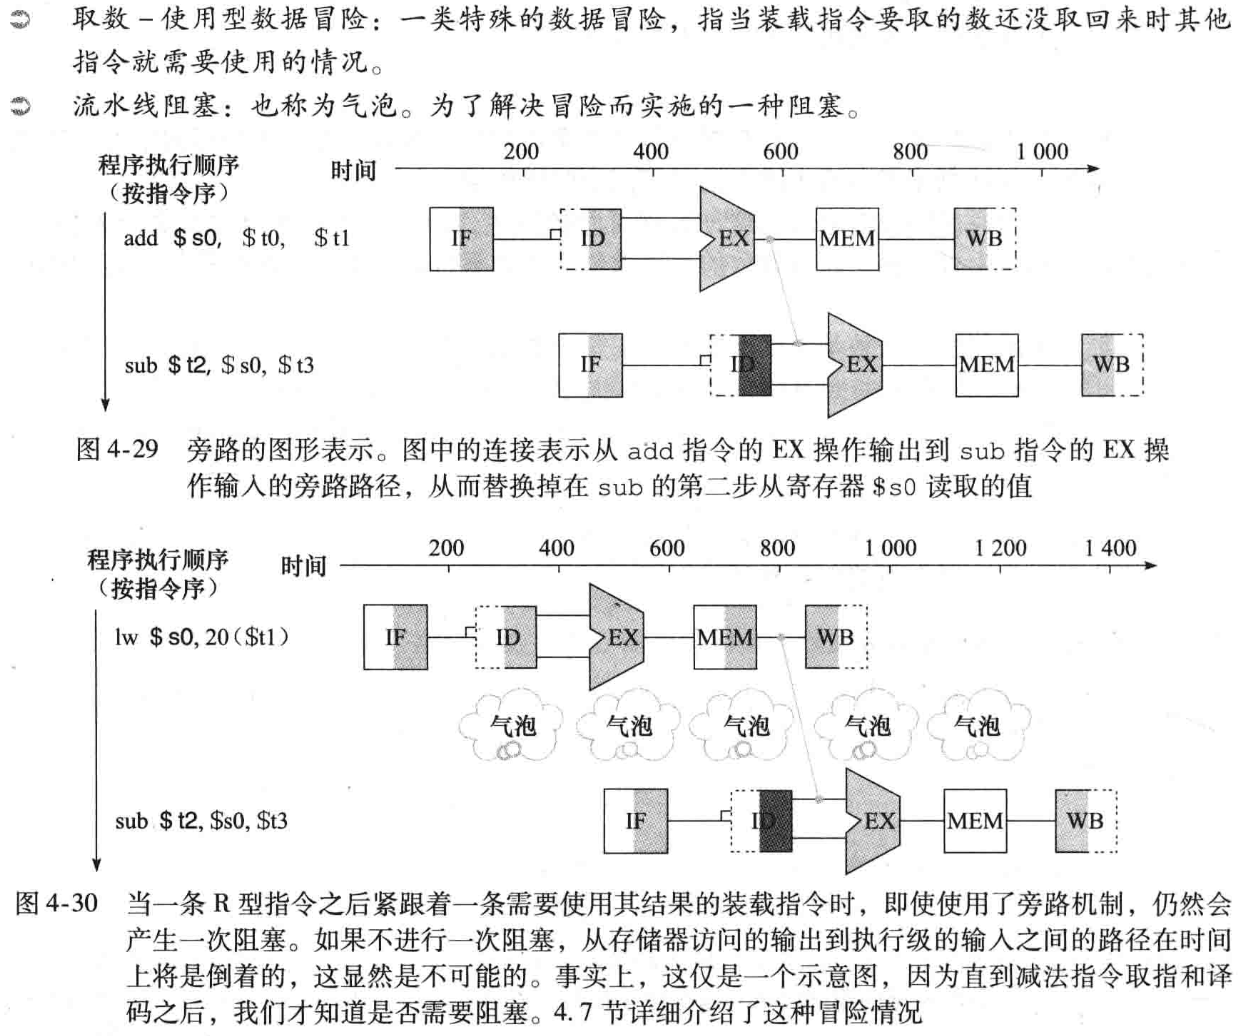 取数－使用型数据冒险：一类特殊的数据冒险，指当装载指令要取的数还没取回来时其他
指令就需要使用的情况。
流水线阻塞：也称为气泡。为了解决冒险而实施的一种阻塞。
程序执行顺序
（按指令序）
时间
200 400 600 800 1 000
add $s0, $t0, $t1
IF ID EX MEM WB
sub $t2, $s0, $t3
IF ID EX MEM WB
图 4-29 旁路的图形表示。图中的连接表示从 add 指令的 EX 操作输出到 sub 指令的 EX 操
作输入的旁路路径，从而替换掉在 sub 的第二步从寄存器 $s0 读取的值
程序执行顺序
（按指令序）
时间
200 400 600 800 1 000 1 200 1 400
lw $s0, 20($t1)
IF ID EX MEM WB
气泡 气泡 气泡 气泡 气泡
sub $t2, $s0, $t3
IF ID EX MEM WB
图 4-30 当一条 R 型指令之后紧跟着一条需要使用其结果的装载指令时，即使使用了旁路机制，仍然会
产生一次阻塞。如果不进行一次阻塞，从存储器访问的输出到执行级的输入之间的路径在时间
上将是倒着的，这显然是不可能的。事实上，这仅是一个示意图，因为直到减法指令取指和译
码之后，我们才知道是否需要阻塞。4.7 节详细介绍了这种冒险情况